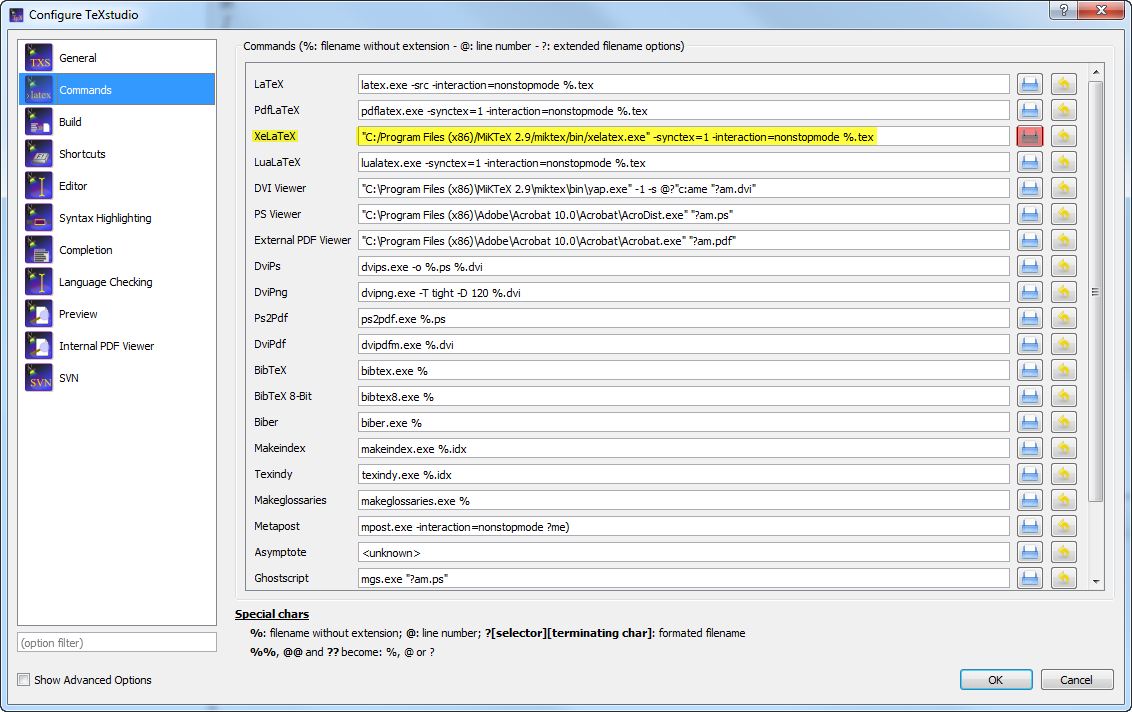 Configure TeXstudio
General
Commands
Build
Shortcuts
Editor
Syntax Highlighting
Completion
Language Checking
Preview
Internal PDF Viewer
SVN
(option filter)
Show Advanced Options
Commands (%: filename without extension - @: line number - ?: extended filename options)
LaTeX latex.exe -src -interaction=nonstopmode %.tex
PdfLaTeX pdflatex.exe -synctex=1 -interaction=nonstopmode %.tex
XeLaTeX "C:/Program Files (x86)/MiKTeX 2.9/miktex/bin/xelatex.exe" -synctex=1 -interaction=nonstopmode %.tex
LuaLaTeX lualatex.exe -synctex=1 -interaction=nonstopmode %.tex
DVI Viewer "C:\Program Files (x86)\MiKTeX 2.9\miktex\bin\yap.exe" -1 -s @?"c:ame "?am.dvi"
PS Viewer "C:\Program Files (x86)\Adobe\Acrobat 10.0\Acrobat\AcroDist.exe" "?am.ps"
External PDF Viewer "C:\Program Files (x86)\Adobe\Acrobat 10.0\Acrobat\Acrobat.exe" "?am.pdf"
DviPs dvips.exe -o %.ps %.dvi
DviPng dvipng.exe -T tight -D 120 %.dvi
Ps2Pdf ps2pdf.exe %.ps
DviPdf dvipdfm.exe %.dvi
BibTeX bibtex.exe %
BibTeX 8-Bit bibtex8.exe %
Biber biber.exe %
Makeindex makeindex.exe %.idx
Texindy texindy.exe %.idx
Makeglossaries makeglossaries.exe %
Metapost mpost.exe -interaction=nonstopmode ?me)
Asymptote <unknown>
Ghostscript mgs.exe "?am.ps"
Special chars
%: filename without extension; @: line number; ?[selector][terminating char]: formated filename
%%, @@ and ?? become: %, @ or ?
OK Cancel